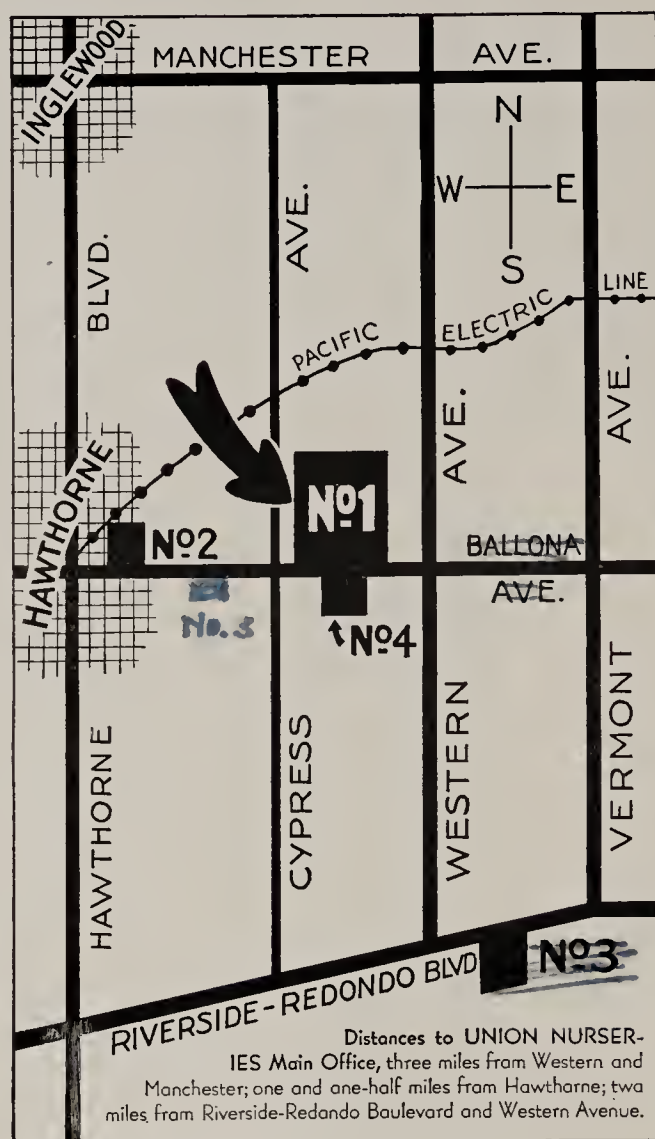 MANCHESTER AVE.
INGLEWOOD
N
W E
S
BLVD.
AVE.
PACIFIC ELECTRIC LINE
AVE.
AVE.
HAWTHORNE
No1
No2
BALLONA
AVE.
No. 3
No4
HAWTHORNE
CYPRESS
WESTERN
VERMONT
RIVERSIDE-REDONDO BLVD
No3
Distances to UNION NURSER-
IES Main Office, three miles from Western and
Manchester; one and one-half miles from Hawthorne; two
miles from Riverside-Redondo Boulevard and Western Avenue.